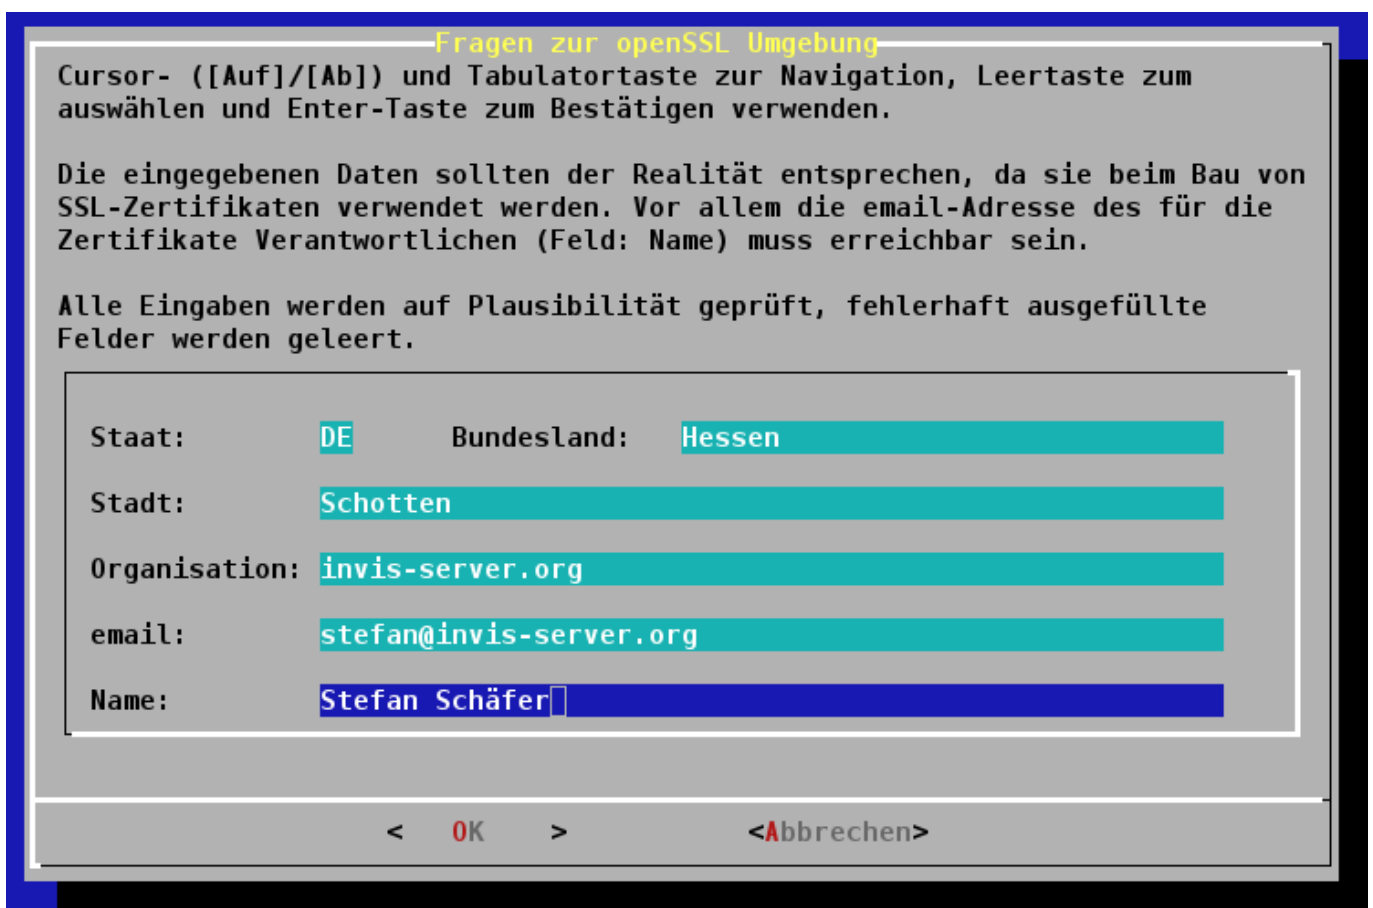 Fragen zur openSSL Umgebung
Cursor- ([Auf]/[Ab]) und Tabulatortaste zur Navigation, Leertaste zum
auswählen und Enter-Taste zum Bestätigen verwenden.
Die eingegebenen Daten sollten der Realität entsprechen, da sie beim Bau von
SSL-Zertifikaten verwendet werden. Vor allem die email-Adresse des für die
Zertifikate Verantwortlichen (Feld: Name) muss erreichbar sein.
Alle Eingaben werden auf Plausibilität geprüft, fehlerhaft ausgefüllte
Felder werden geleert.
Staat: DE Bundesland: Hessen
Stadt: Schotten
Organisation: invis-server.org
email: stefan@invis-server.org
Name: Stefan Schäfer
< OK > <Abbrechen>